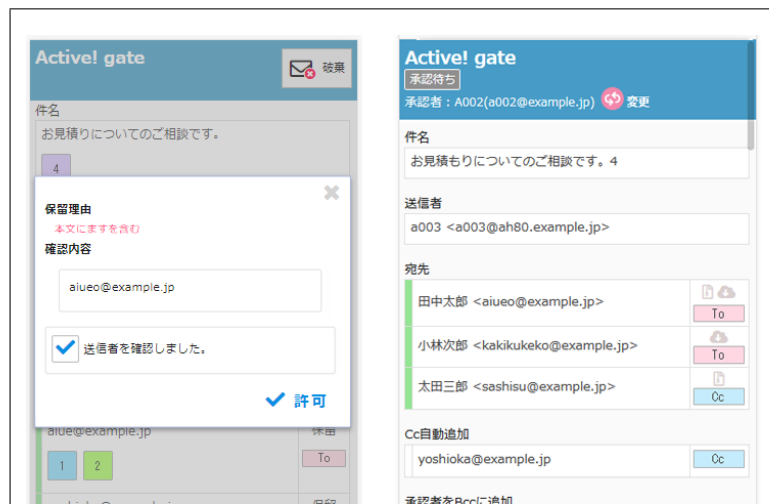 Active! gate
破棄
件名
お見積りについてのご相談です。
4
保留理由
本文にますを含む
確認内容
aiueo@example.jp
送信者を確認しました。
許可
aiue@example.jp
保留
1
2
To
保留
Active! gate
承認待ち
承認者：A002(a002@example.jp) 変更
件名
お見積もりについてのご相談です。4
送信者
a003 <a003@ah80.example.jp>
宛先
田中太郎 <aiueo@example.jp>
To
小林次郎 <kakikukeko@example.jp>
To
太田三郎 <sashisu@example.jp>
Cc
Cc自動追加
yoshioka@example.jp
Cc
承認者をBccに追加